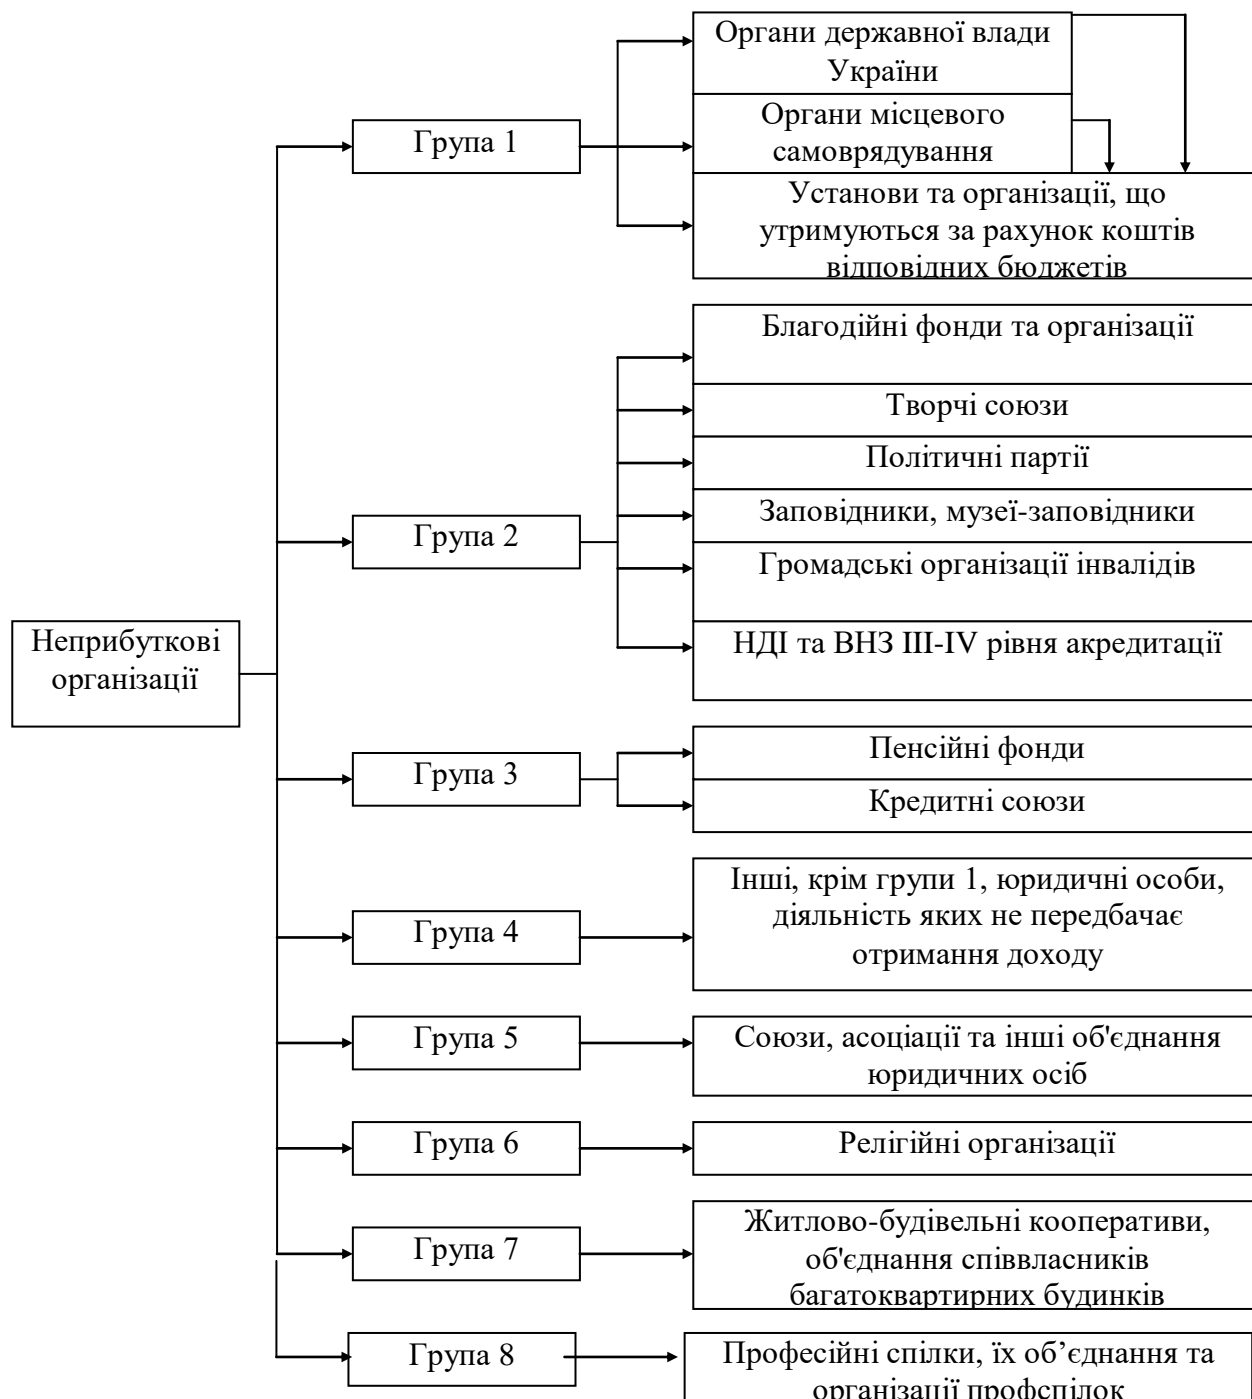 Неприбуткові
організації
Група 1
Органи державної влади
України
Органи місцевого
самоврядування
Установи та організації, що
утримуються за рахунок коштів
відповідних бюджетів
Група 2
Благодійні фонди та організації
Творчі союзи
Політичні партії
Заповідники, музеї-заповідники
Громадські організації інвалідів
НДІ та ВНЗ III-IV рівня акредитації
Група 3
Пенсійні фонди
Кредитні союзи
Група 4
Інші, крім групи 1, юридичні особи,
діяльність яких не передбачає
отримання доходу
Група 5
Союзи, асоціації та інші об'єднання
юридичних осіб
Група 6
Релігійні організації
Група 7
Житлово-будівельні кооперативи,
об'єднання співвласників
багатоквартирних будинків
Група 8
Професійні спілки, їх об’єднання та
організації профспілок